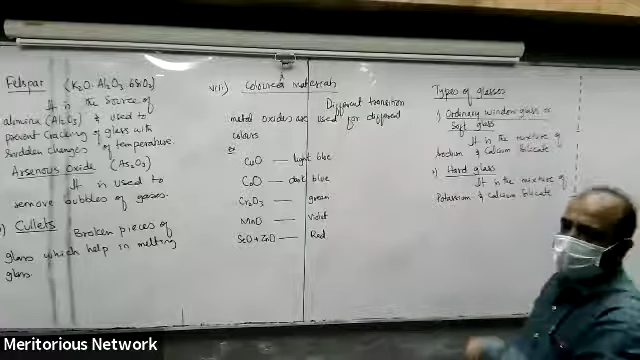 Felspar (K2O.Al2O3.6SiO2)
It is the source of
alumina (Al2O3) & used to
prevent cracking of glass with
sudden changes of temperature.
Arsenous Oxide (As2O3)
It is used to
remove bubbles of gases.
Cullets Broken pieces of
glass which help in melting
glass.
viii) Coloured materials
Different transition
metal oxides are used for different
colours.
CuO — light blue
CoO — dark blue
Cr2O3 — green
MnO — Violet
SeO + ZnO — Red
Types of glasses
1) Ordinary window glass or
Soft glass
It is the mixture of
Sodium & Calcium Silicate
2) Hard glass
It is the mixture of
Potassium & Calcium Silicate
Meritorious Network